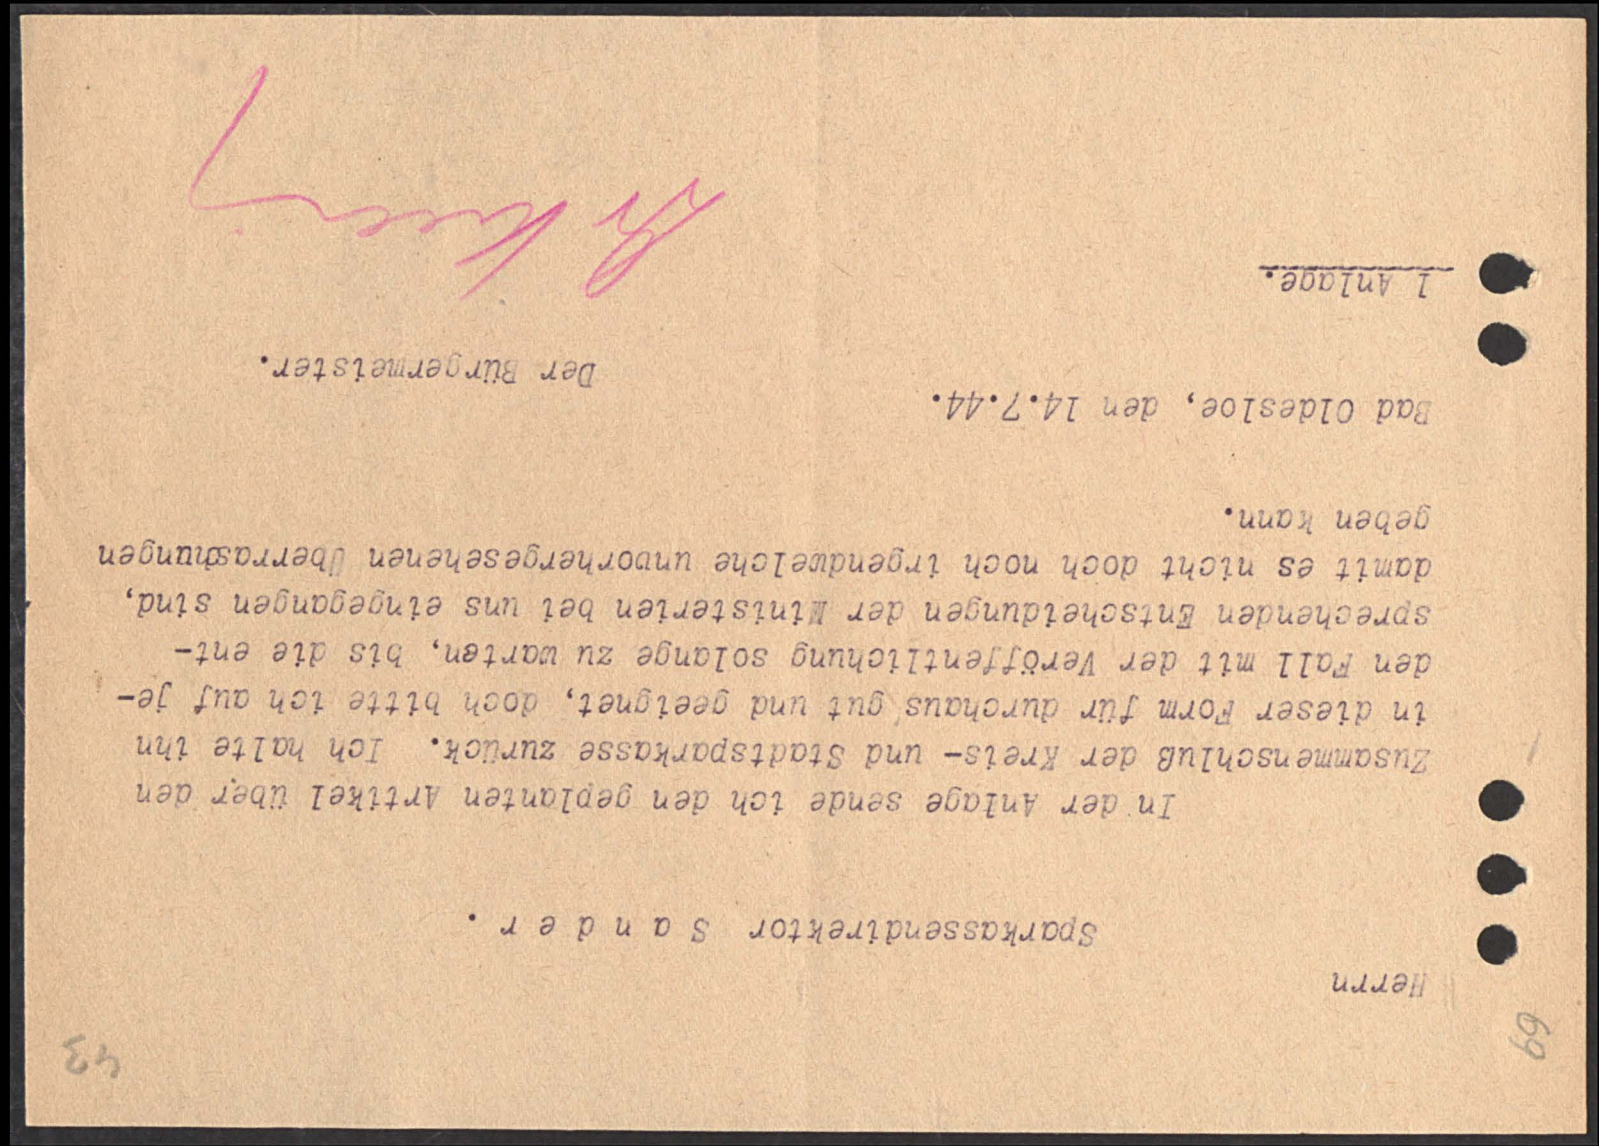 69
43
Herrn
Sparkassendirektor S a n d e r .
In der Anlage sende ich den geplanten Artikel über den
Zusammenschluß der Kreis- und Stadtsparkasse zurück. Ich halte ihn
in dieser Form für durchaus gut und geeignet, doch bitte ich auf je-
den Fall mit der Veröffentlichung solange zu warten, bis die ent-
sprechenden Entscheidungen der Ministerien bei uns eingegangen sind,
damit es nicht doch noch irgendwelche unvorhergesehenen Überraschungen
geben kann.
Bad Oldesloe, den 14.7.44.
Der Bürgermeister.
1 Anlage.